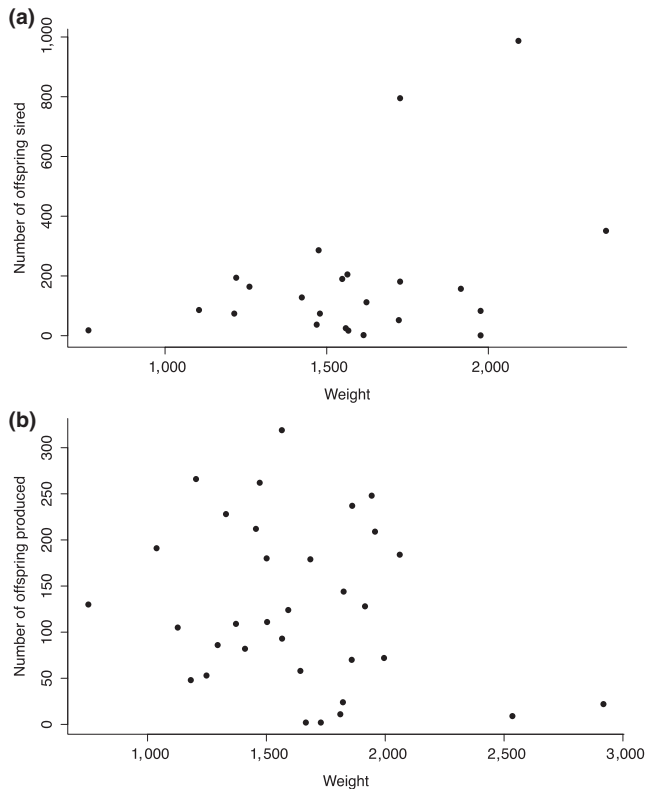 (a)
Number of offspring sired
1,000
800
600
400
200
0
1,000 1,500 2,000
Weight
(b)
Number of offspring produced
300
250
200
150
100
50
0
1,000 1,500 2,000 2,500 3,000
Weight